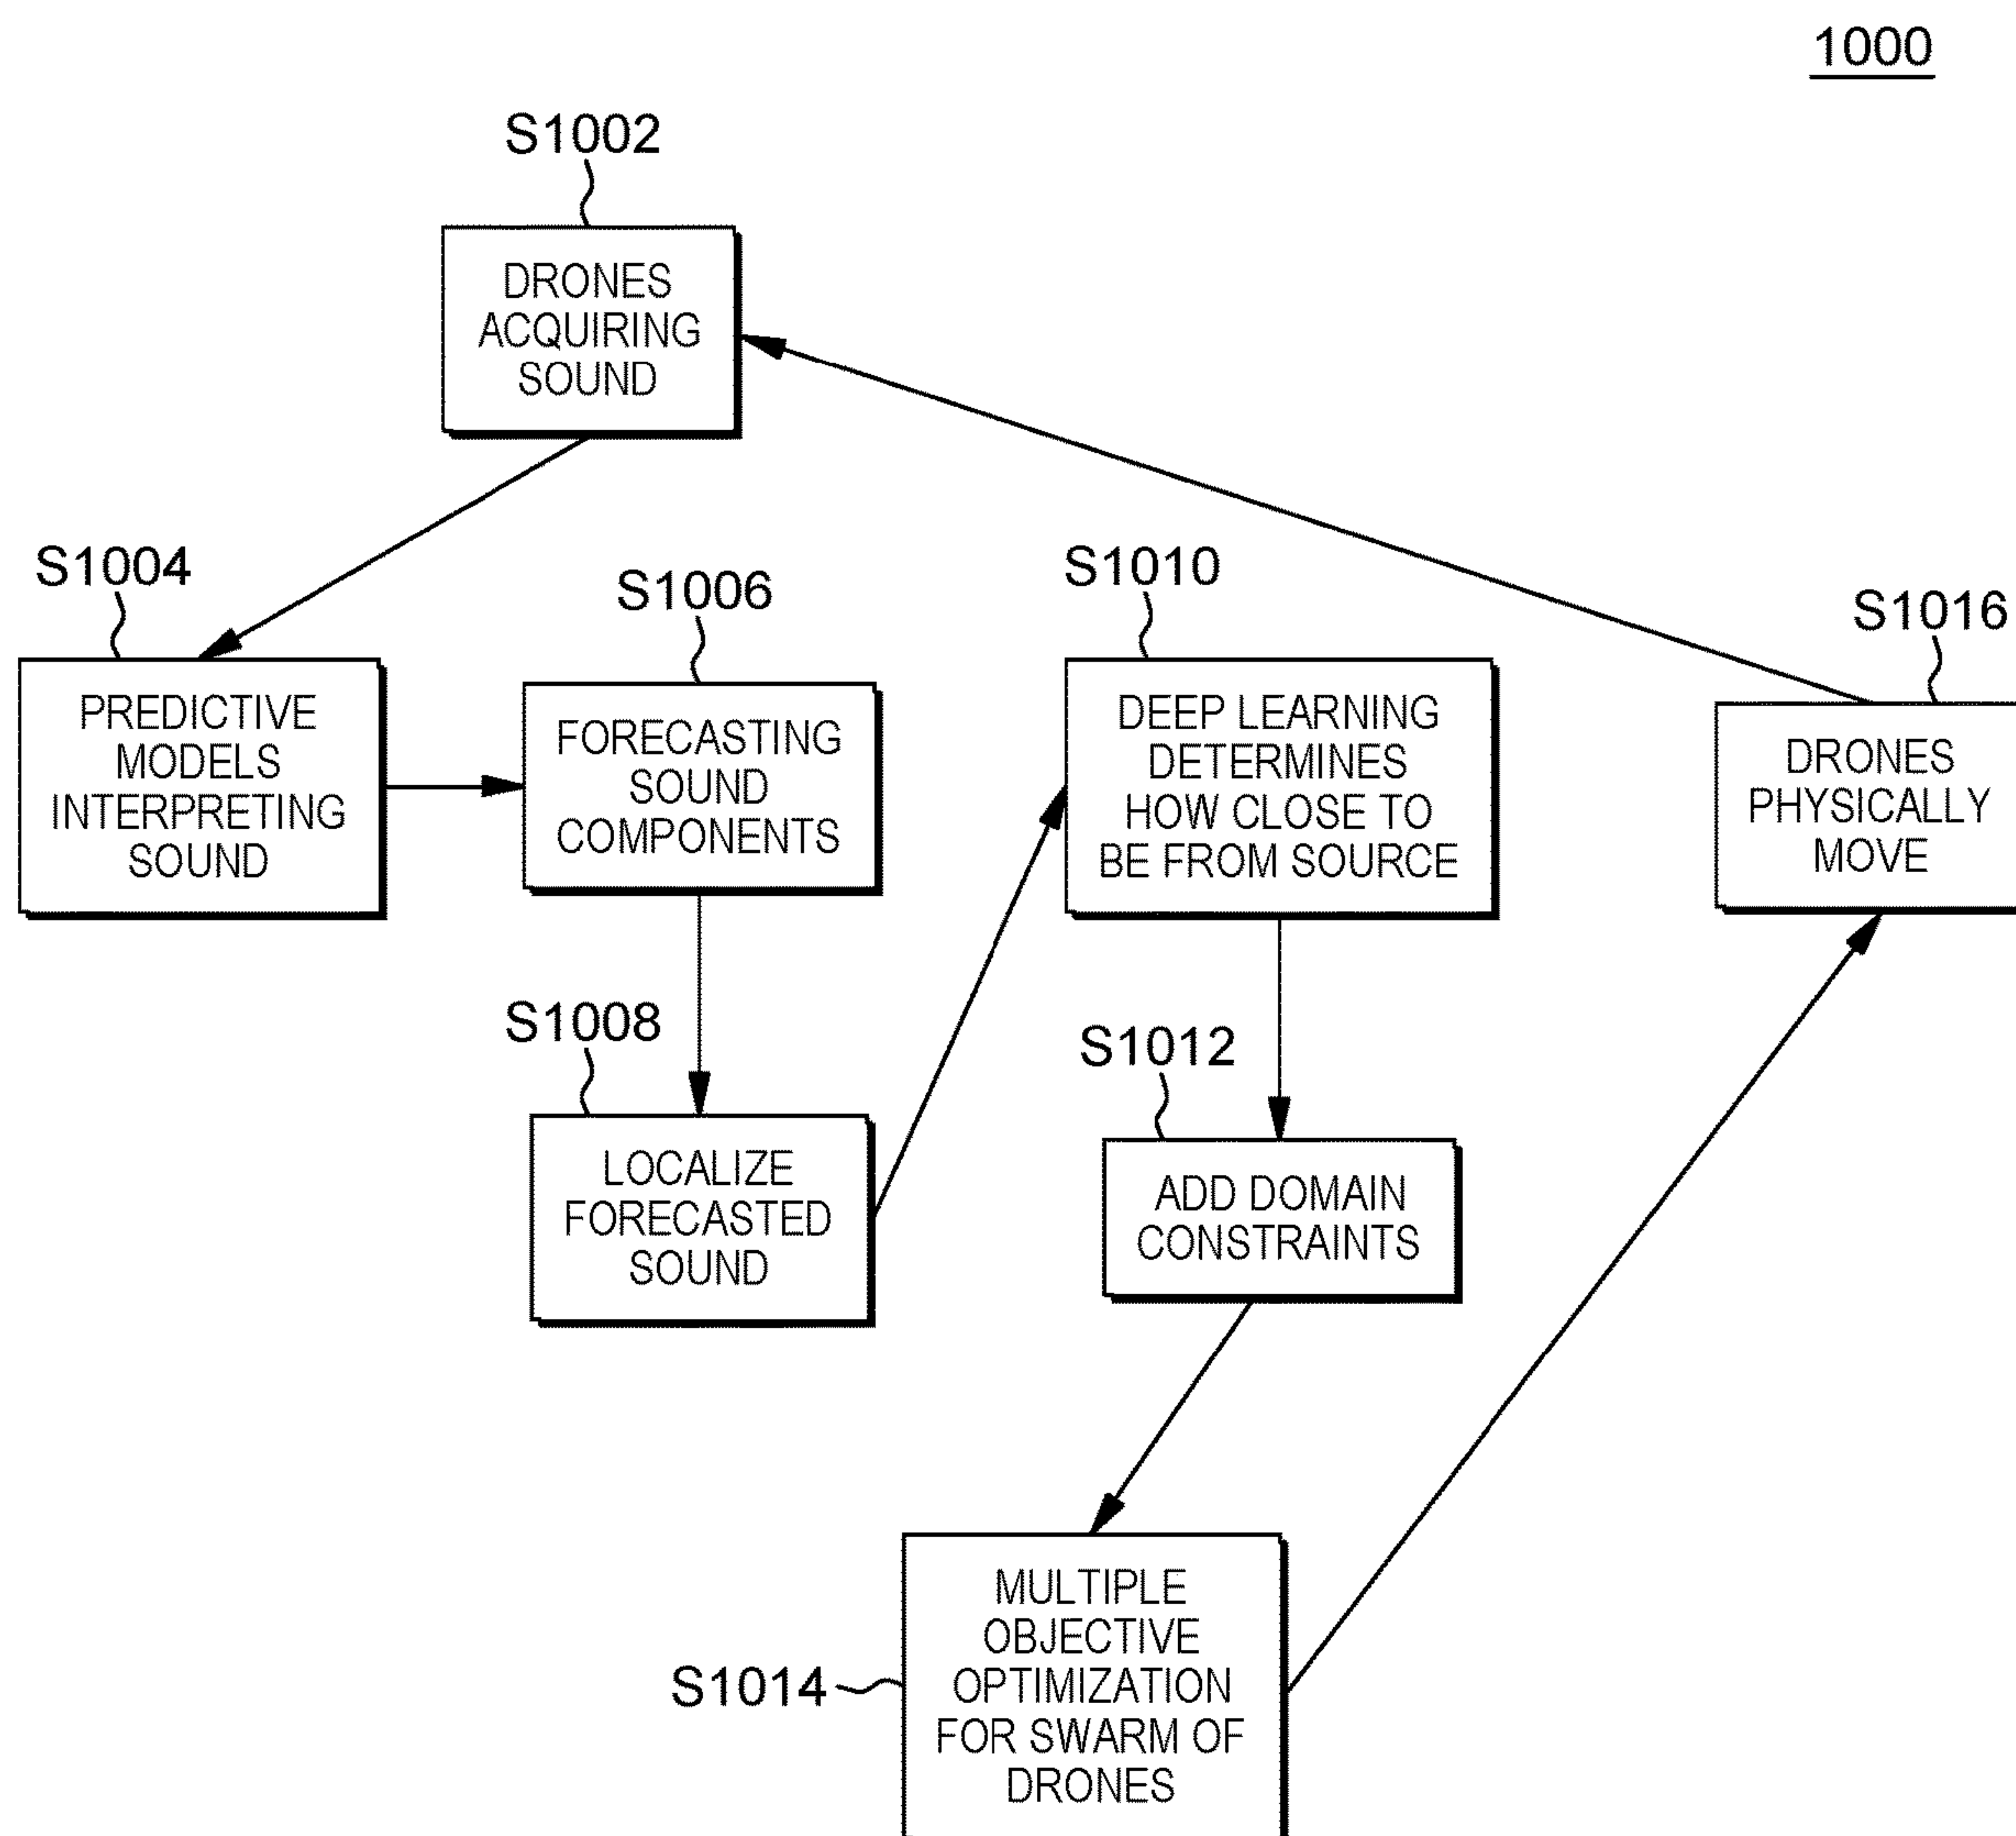 1000
S1002
DRONES
ACQUIRING
SOUND
S1004
PREDICTIVE
MODELS
INTERPRETING
SOUND
S1006
FORECASTING
SOUND
COMPONENTS
S1008
LOCALIZE
FORECASTED
SOUND
S1010
DEEP LEARNING
DETERMINES
HOW CLOSE TO
BE FROM SOURCE
S1012
ADD DOMAIN
CONSTRAINTS
S1014
MULTIPLE
OBJECTIVE
OPTIMIZATION
FOR SWARM OF
DRONES
S1016
DRONES
PHYSICALLY
MOVE